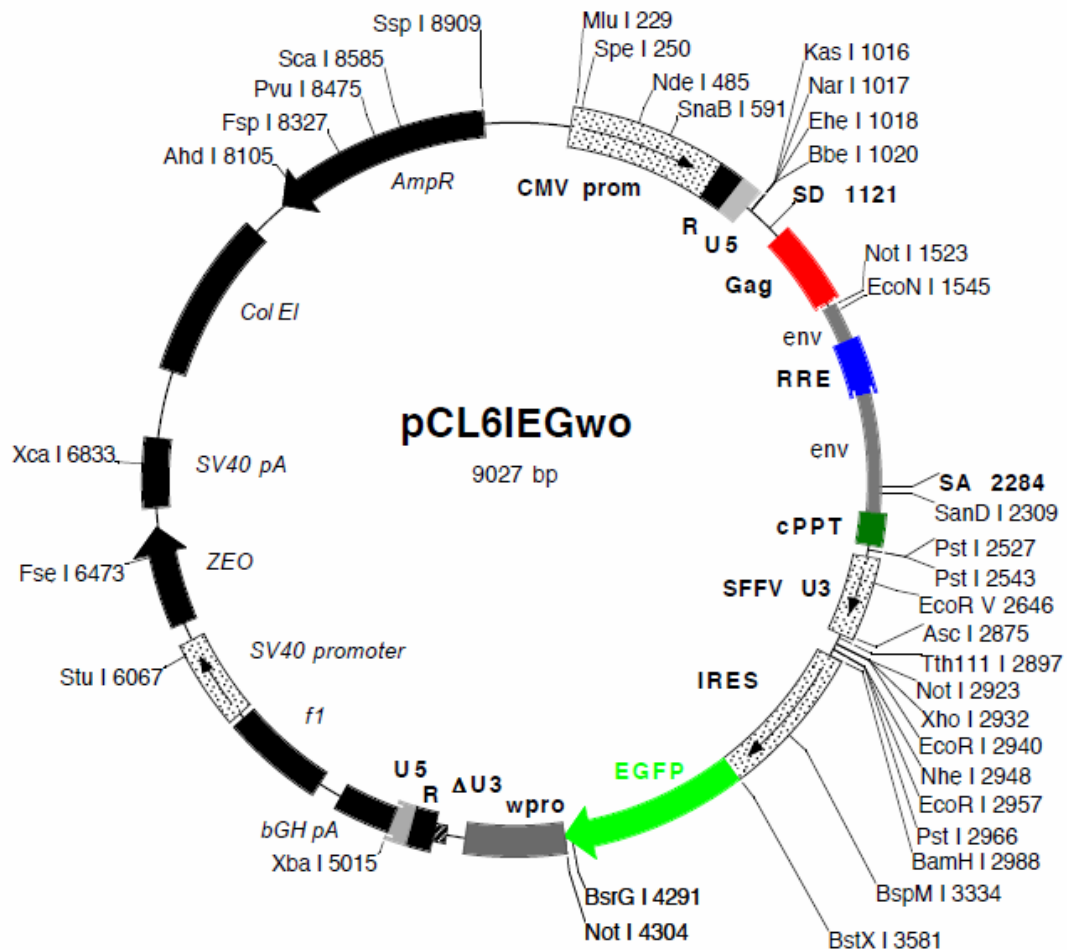 Ssp I 8909
Sca I 8585
Pvu I 8475
Fsp I 8327
Ahd I 8105
AmpR
Mlu I 229
Spe I 250
Nde I 485
SnaB I 591
CMV prom
R
U5
Kas I 1016
Nar I 1017
Ehe I 1018
Bbe I 1020
SD 1121
Gag
Not I 1523
EcoN I 1545
env
RRE
env
SA 2284
SanD I 2309
cPPT
Pst I 2527
Pst I 2543
SFFV U3
EcoR V 2646
Asc I 2875
Tth111 I 2897
Not I 2923
Xho I 2932
EcoR I 2940
Nhe I 2948
EcoR I 2957
Pst I 2966
BamH I 2988
BspM I 3334
BstX I 3581
IRES
EGFP
BsrG I 4291
Not I 4304
wpro
ΔU3
R
U5
Xba I 5015
bGH pA
f1
SV40 promoter
Stu I 6067
ZEO
Fse I 6473
SV40 pA
Xca I 6833
Col EI
pCL6IEGwo
9027 bp